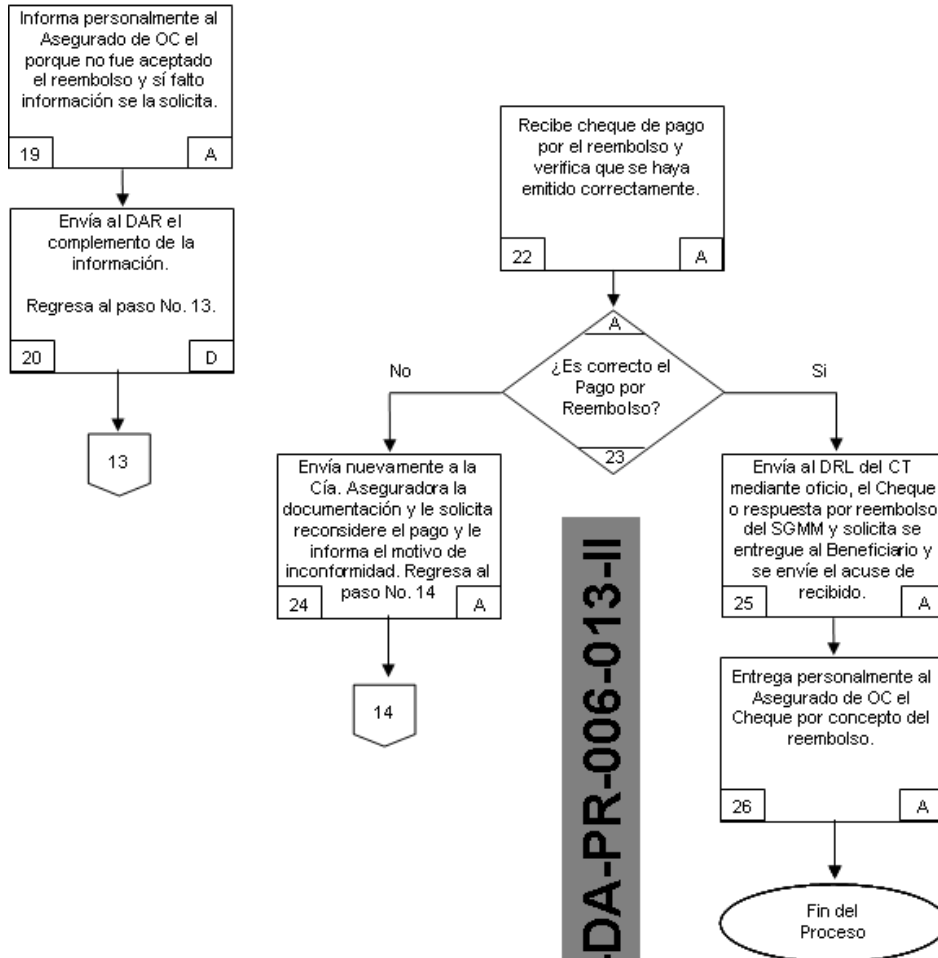 Informa personalmente al
Asegurado de OC el
porque no fue aceptado
el reembolso y sí falto
información se la solicita.
19
A
Envía al DAR el
complemento de la
información.
Regresa al paso No. 13.
20
D
13
Recibe cheque de pago
por el reembolso y
verifica que se haya
emitido correctamente.
22
A
A
¿Es correcto el
Pago por
Reembolso?
23
No
Si
Envía nuevamente a la
Cía. Aseguradora la
documentación y le solicita
reconsidere el pago y le
informa el motivo de
inconformidad. Regresa al
paso No. 14
24
A
14
Envía al DRL del CT
mediante oficio, el Cheque
o respuesta por reembolso
del SGMM y solicita se
entregue al Beneficiario y
se envíe el acuse de
recibido.
25
A
Entrega personalmente al
Asegurado de OC el
Cheque por concepto del
reembolso.
26
A
Fin del
Proceso
-DA-PR-006-013-II